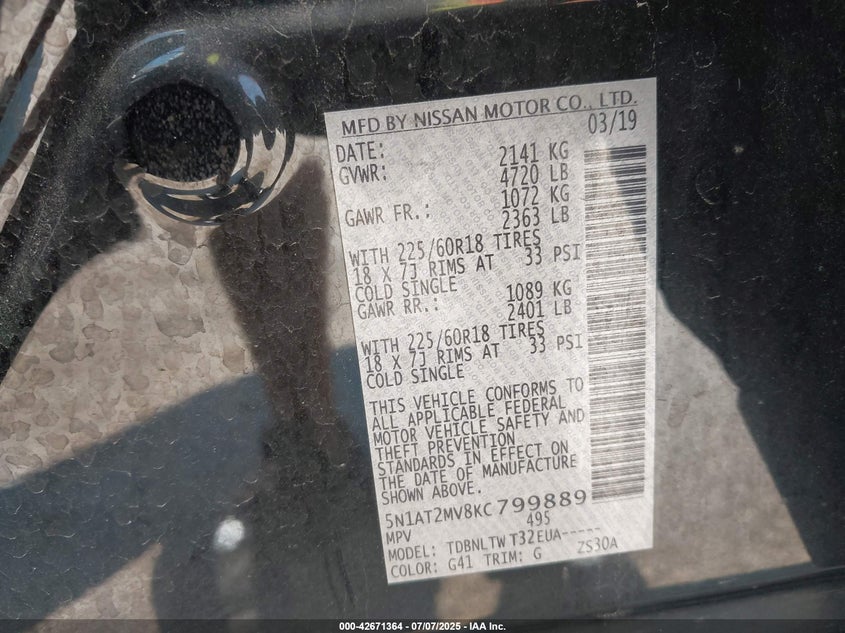 MFD BY NISSAN MOTOR CO., LTD.
DATE: 03/19
GVWR: 2141 KG
4720 LB
GAWR FR.: 1072 KG
2363 LB
WITH 225/60R18 TIRES
18 X 7J RIMS AT 33 PSI
COLD SINGLE
GAWR RR.: 1089 KG
2401 LB
WITH 225/60R18 TIRES
18 X 7J RIMS AT 33 PSI
COLD SINGLE
THIS VEHICLE CONFORMS TO
ALL APPLICABLE FEDERAL
MOTOR VEHICLE SAFETY AND
THEFT PREVENTION
STANDARDS IN EFFECT ON
THE DATE OF MANUFACTURE
SHOWN ABOVE.
5N1AT2MV8KC799889
MPV 495
MODEL: TDBNLTW T32EUA-----
COLOR: G41 TRIM: G ZS30A
000-42671364 | 07/07/2025 - IAA Inc.